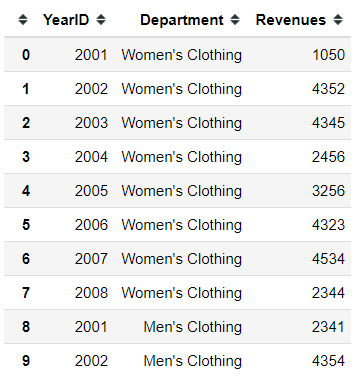 YearID Department Revenues
0 2001 Women's Clothing 1050
1 2002 Women's Clothing 4352
2 2003 Women's Clothing 4345
3 2004 Women's Clothing 2456
4 2005 Women's Clothing 3256
5 2006 Women's Clothing 4323
6 2007 Women's Clothing 4534
7 2008 Women's Clothing 2344
8 2001 Men's Clothing 2341
9 2002 Men's Clothing 4354